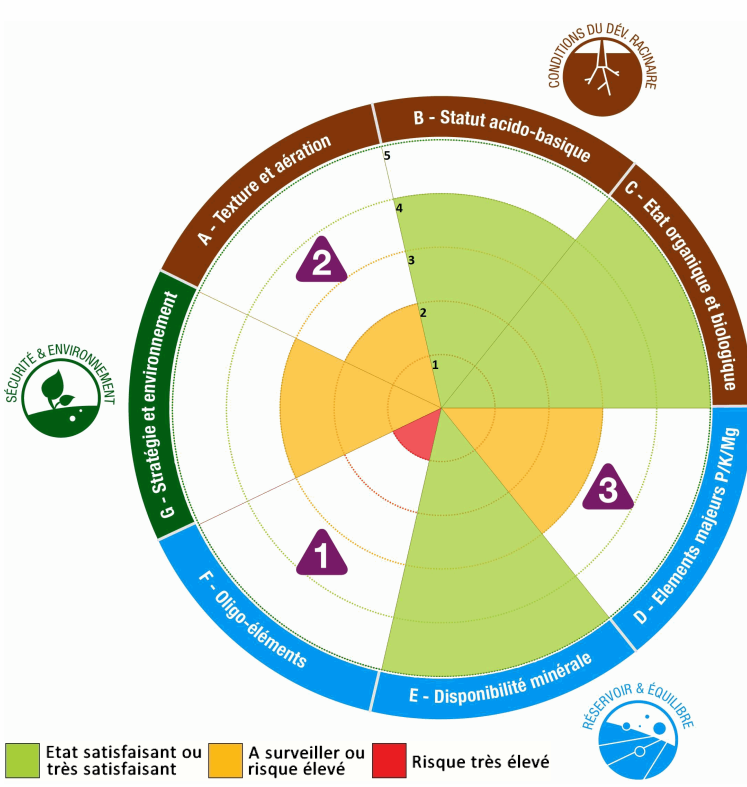 CONDITIONS DU DÉV. RACINAIRE
B - Statut acido-basique
A - Texture et aération
C - Etat organique et biologique
5
4
3
2
1
2
SÉCURITÉ & ENVIRONNEMENT
G - Stratégie et environnement
3
D - Elements majeurs P/K/Mg
1
F - Oligo-éléments
E - Disponibilité minérale
RÉSERVOIR & ÉQUILIBRE
Etat satisfaisant ou
très satisfaisant
A surveiller ou
risque élevé
Risque très élevé